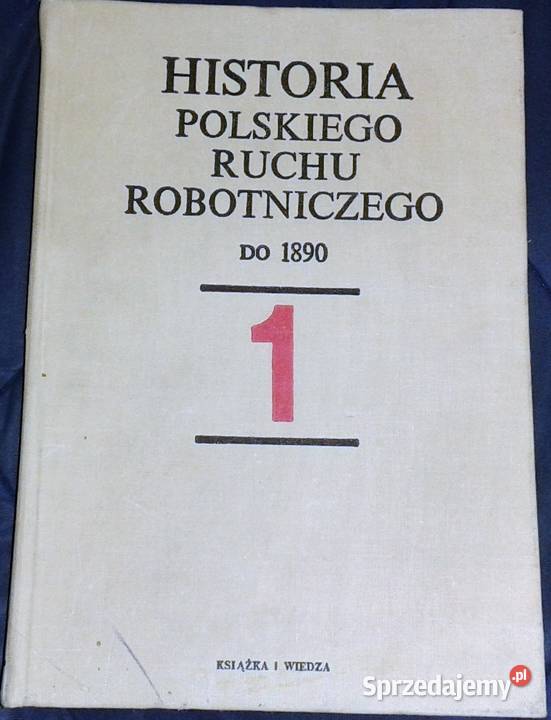 HISTORIA
POLSKIEGO
RUCHU
ROBOTNICZEGO
DO 1890
1
KSIĄŻKA I WIEDZA
Sprzedajemy.pl